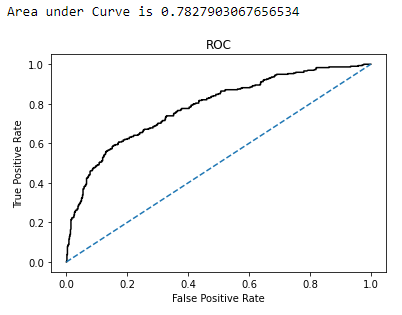 Area under Curve is 0.7827903067656534
ROC
1.0
0.8
0.6
0.4
0.2
0.0
True Positive Rate
0.0 0.2 0.4 0.6 0.8 1.0
False Positive Rate